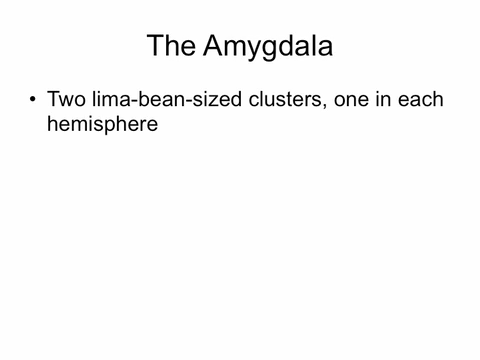 The Amygdala
• Two lima-bean-sized clusters, one in each
hemisphere